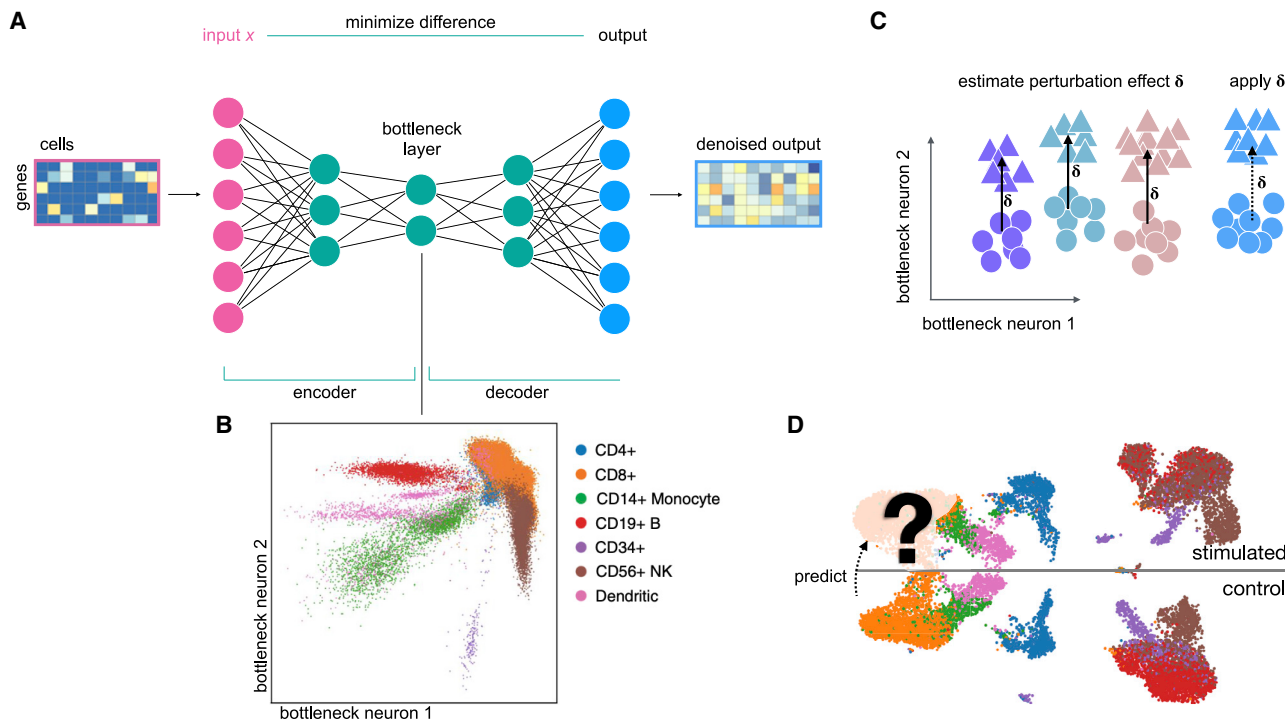 A
input x
minimize difference
output
cells
genes
bottleneck
layer
denoised output
encoder
decoder
B
bottleneck neuron 2
bottleneck neuron 1
CD4+
CD8+
CD14+ Monocyte
CD19+ B
CD34+
CD56+ NK
Dendritic
C
estimate perturbation effect δ
apply δ
bottleneck neuron 2
δ
δ
δ
δ
bottleneck neuron 1
D
?
predict
stimulated
control